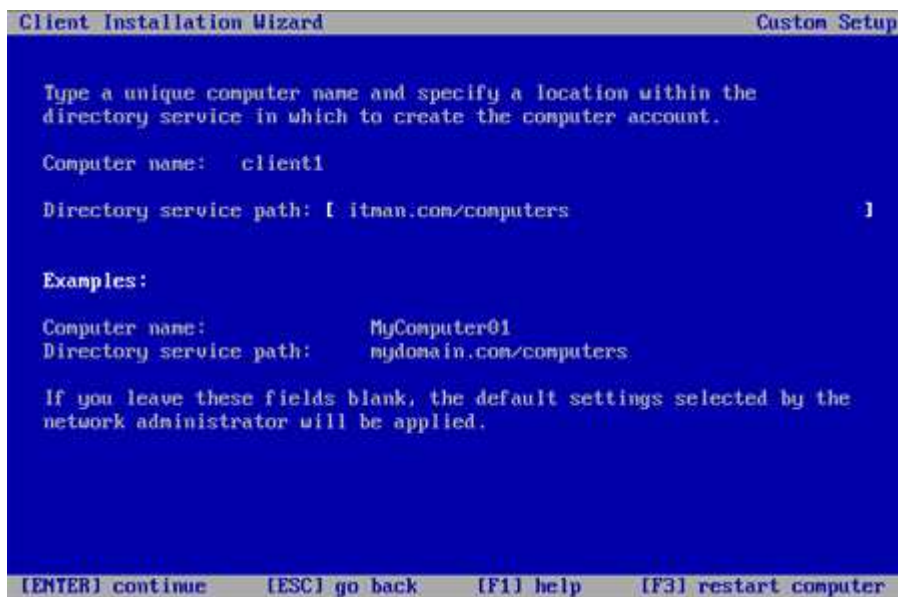 Client Installation Wizard Custom Setup
Type a unique computer name and specify a location within the
directory service in which to create the computer account.
Computer name: client1
Directory service path: [ itman.com/computers ]
Examples:
Computer name: MyComputer01
Directory service path: mydomain.com/computers
If you leave these fields blank, the default settings selected by the
network administrator will be applied.
[ENTER] continue [ESC] go back [F1] help [F3] restart computer